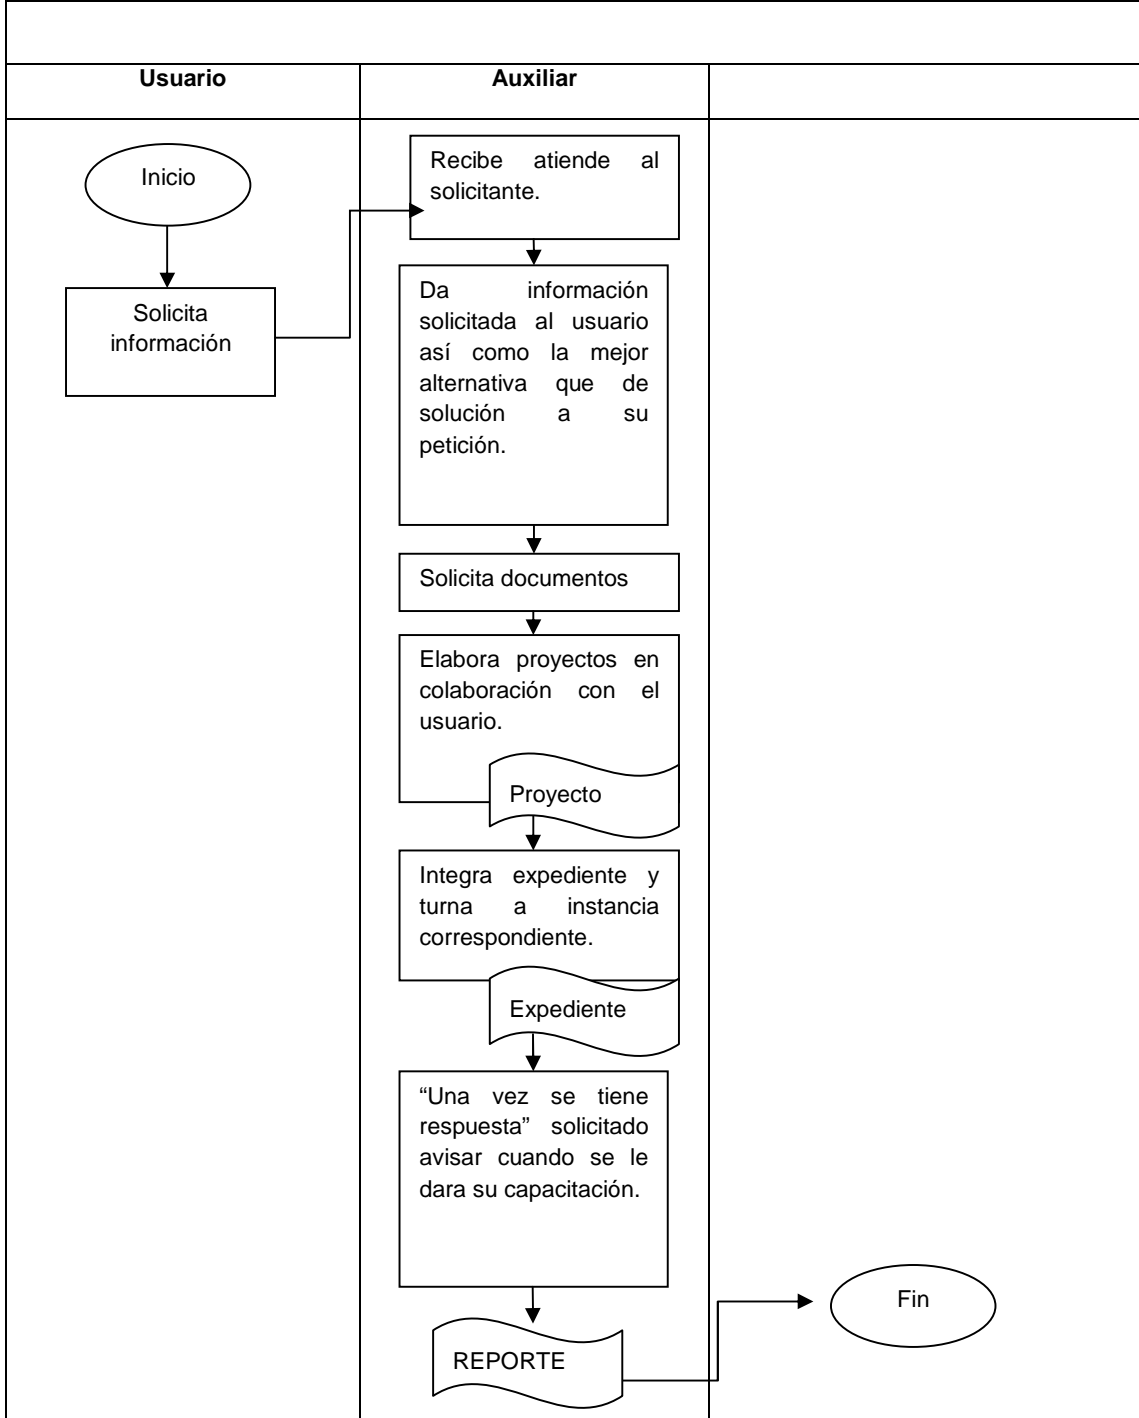 Usuario
Auxiliar
Inicio
Solicita
información
Recibe atiende al
solicitante.
Da información
solicitada al usuario
así como la mejor
alternativa que de
solución a su
petición.
Solicita documentos
Elabora proyectos en
colaboración con el
usuario.
Proyecto
Integra expediente y
turna a instancia
correspondiente.
Expediente
“Una vez se tiene
respuesta” solicitado
avisar cuando se le
dara su capacitación.
REPORTE
Fin